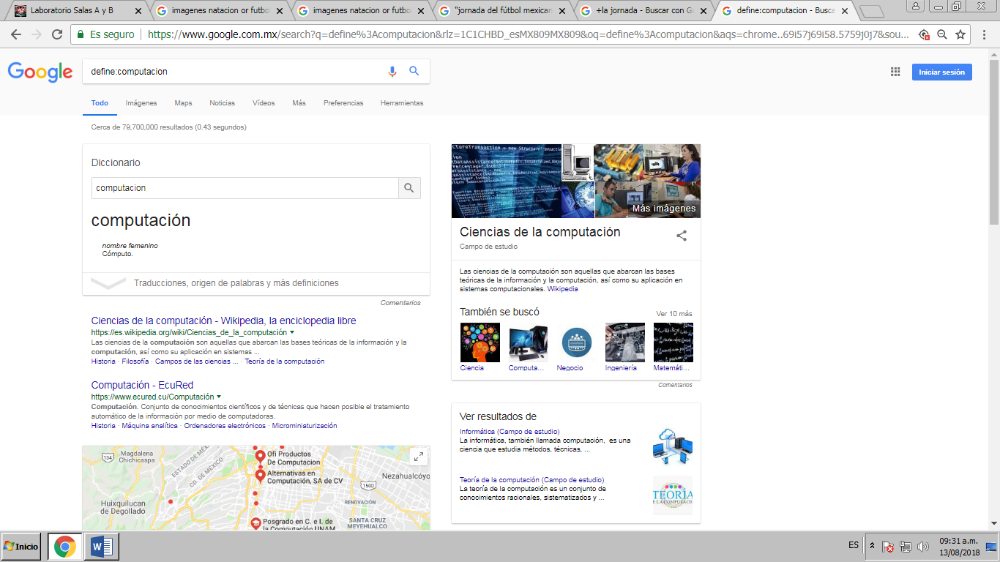 Laboratorio Salas A y B
imagenes natacion or futbo
imagenes natacion or futbo
"jornada del fútbol mexican
+la jornada - Buscar con Go
define:computacion - Busca
Es seguro
https://www.google.com.mx/search?q=define%3Acomputacion&rlz=1C1CHBD_esMX809MX809&oq=define%3Acomputacion&aqs=chrome..69i57j69i58.5759j0j7&sou...
Google
define:computacion
Iniciar sesión
Todo
Imágenes
Maps
Noticias
Vídeos
Más
Preferencias
Herramientas
Cerca de 79,700,000 resultados (0.43 segundos)
Diccionario
computacion
computación
nombre femenino
Cómputo.
Traducciones, origen de palabras y más definiciones
Comentarios
Ciencias de la computación - Wikipedia, la enciclopedia libre
https://es.wikipedia.org/wiki/Ciencias_de_la_computación
Las ciencias de la computación son aquellas que abarcan las bases teóricas de la información y la
computación, así como su aplicación en sistemas ...
Historia · Filosofía · Campos de las ciencias ... · Teoría de la computación
Computación - EcuRed
https://www.ecured.cu/Computación
Computación. Conjunto de conocimientos científicos y de técnicas que hacen posible el tratamiento
automático de la información por medio de computadoras.
Historia · Máquina analítica · Ordenadores electrónicos · Microminiaturización
134
Magdalena
Chichicaspa
ESTADO DE MÉXICO
CD. DE MÉXICO
Huixquilucan
de Degollado
Ofi Productos
De Computacion
Alternativas en
Computación, SA de CV
Nezahualcóyo
150D
RENOVACIÓN
SANTA CRUZ
MEYEHUALCO
Posgrado en C. e I. de
la Computación UNAM
Más imágenes
Ciencias de la computación
Campo de estudio
Las ciencias de la computación son aquellas que abarcan las bases
teóricas de la información y la computación, así como su aplicación en
sistemas computacionales. Wikipedia
También se buscó
Ver 10 más
Ciencia
Computa...
Negocio
Ingeniería
Matemáti...
Comentarios
Ver resultados de
Informática (Campo de estudio)
La informática, también llamada computación, es una
ciencia que estudia métodos, técnicas, ...
Teoría de la computación (Campo de estudio)
La teoría de la computación es un conjunto de
conocimientos racionales, sistematizados y ...
TEORÍA
E LA COMPUTACIÓ
Inicio
ES
09:31 a.m.
13/08/2018